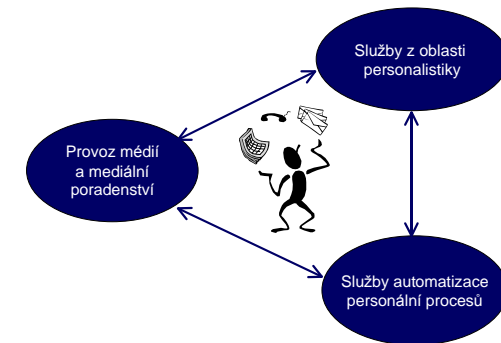 Služby z oblasti
personalistiky
Provoz médií
a mediální
poradenství
Služby automatizace
personální procesů